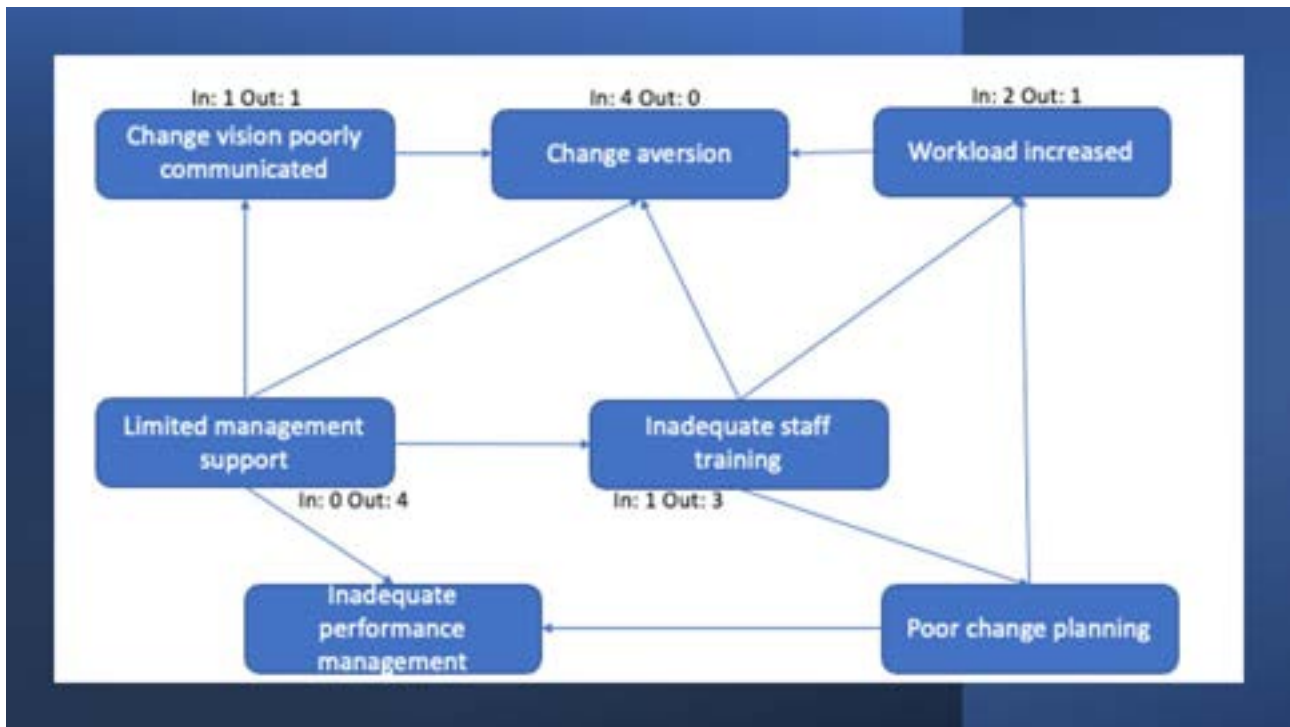 In: 1 Out: 1
In: 4 Out: 0
In: 2 Out: 1
Change vision poorly
communicated
Change aversion
Workload increased
Limited management
support
Inadequate staff
training
In: 0 Out: 4
In: 1 Out: 3
Inadequate
performance
management
Poor change planning